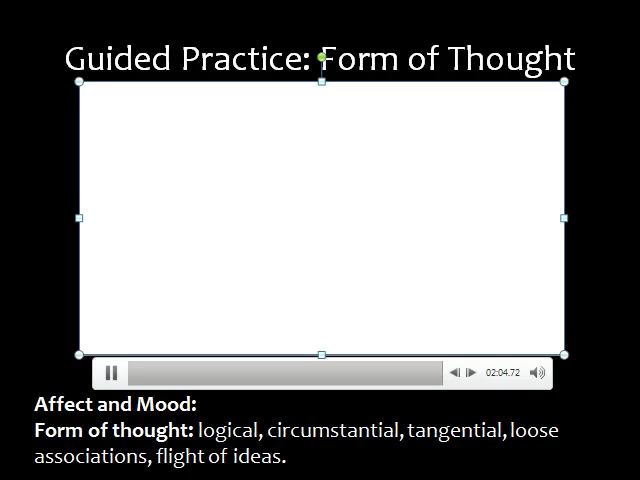 Guided Practice: Form of Thought
02:04.72
Affect and Mood:
Form of thought: logical, circumstantial, tangential, loose
associations, flight of ideas.